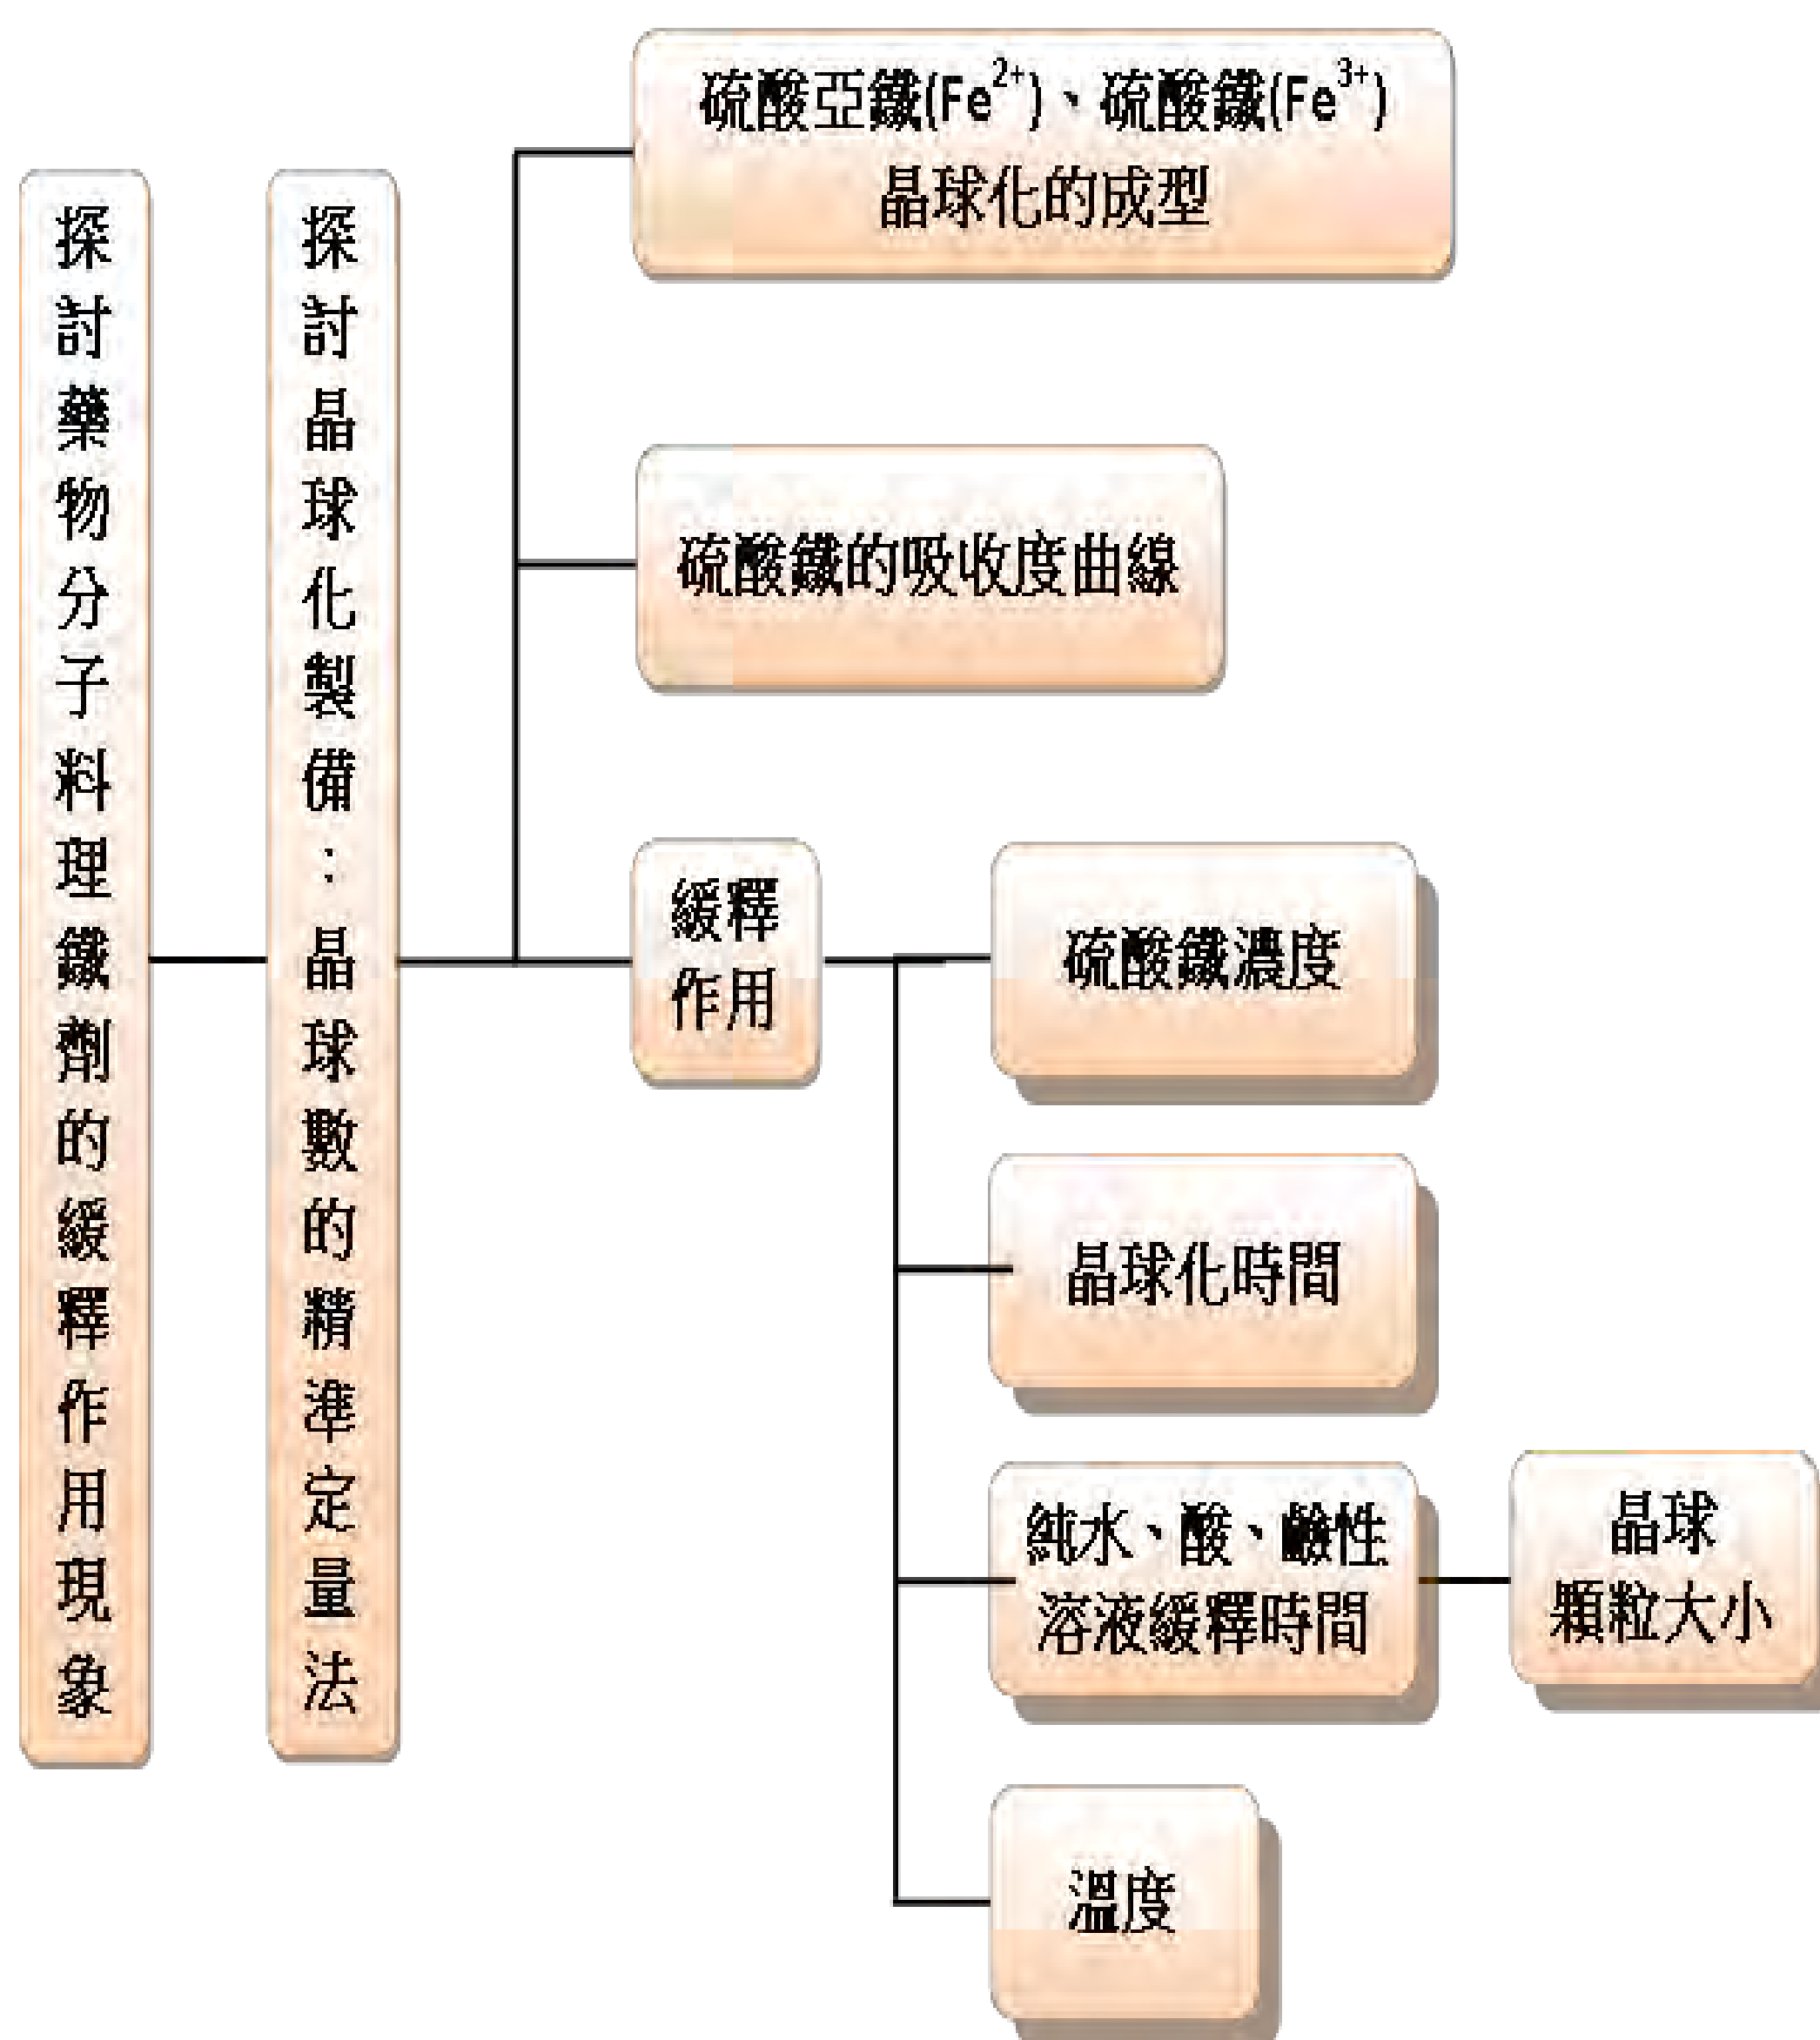 探討藥物分子料理鐵劑的緩釋作用現象
探討晶球化製備：晶球數的精準定量法
硫酸亞鐵(Fe²⁺)、硫酸鐵(Fe³⁺)
晶球化的成型
硫酸鐵的吸收度曲線
緩釋
作用
硫酸鐵濃度
晶球化時間
純水、酸、鹼性
溶液緩釋時間
晶球
顆粒大小
溫度